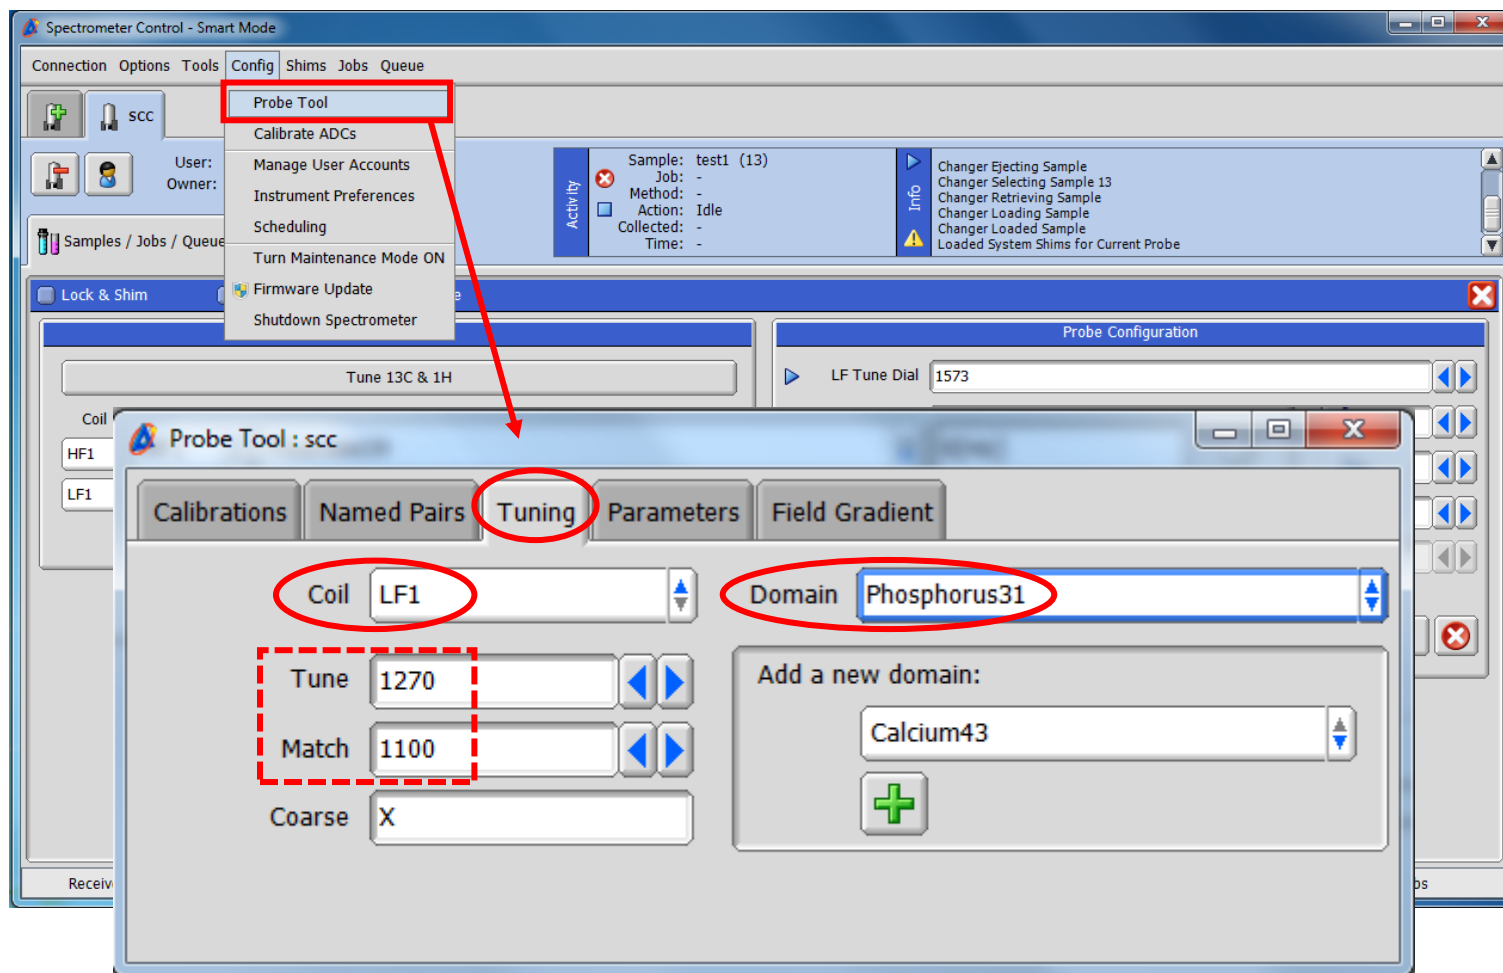 Spectrometer Control - Smart Mode
Connection Options Tools Config Shims Jobs Queue
scc
Probe Tool
Calibrate ADCs
Manage User Accounts
Instrument Preferences
Scheduling
Turn Maintenance Mode ON
Firmware Update
Shutdown Spectrometer
User:
Owner:
Activity
Sample: test1 (13)
Job: -
Method: -
Action: Idle
Collected: -
Time: -
Info
Changer Ejecting Sample
Changer Selecting Sample 13
Changer Retrieving Sample
Changer Loading Sample
Changer Loaded Sample
Loaded System Shims for Current Probe
Samples / Jobs / Queue
Lock & Shim
Probe Configuration
Tune 13C & 1H
LF Tune Dial 1573
Coil
HF1
LF1
Probe Tool : scc
Calibrations Named Pairs Tuning Parameters Field Gradient
Coil LF1
Domain Phosphorus31
Tune 1270
Match 1100
Coarse X
Add a new domain:
Calcium43